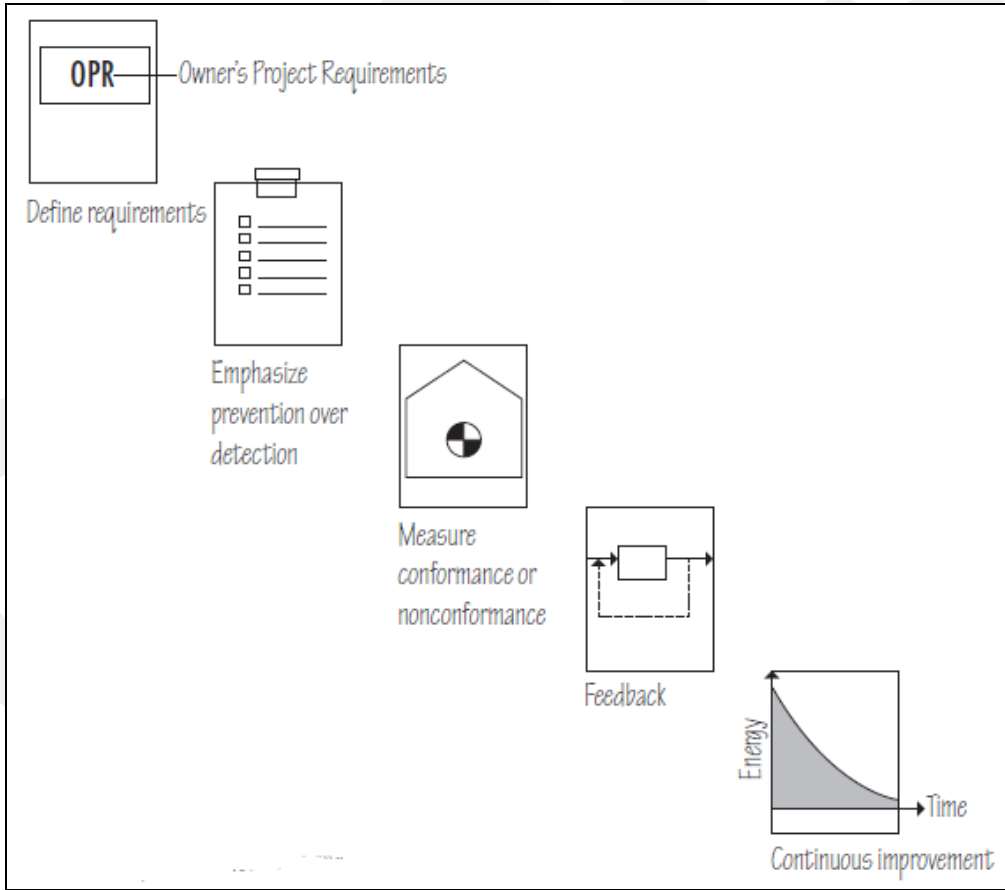 OPR
Owner's Project Requirements
Define requirements
Emphasize
prevention over
detection
Measure
conformance or
nonconformance
Feedback
Energy
Time
Continuous improvement